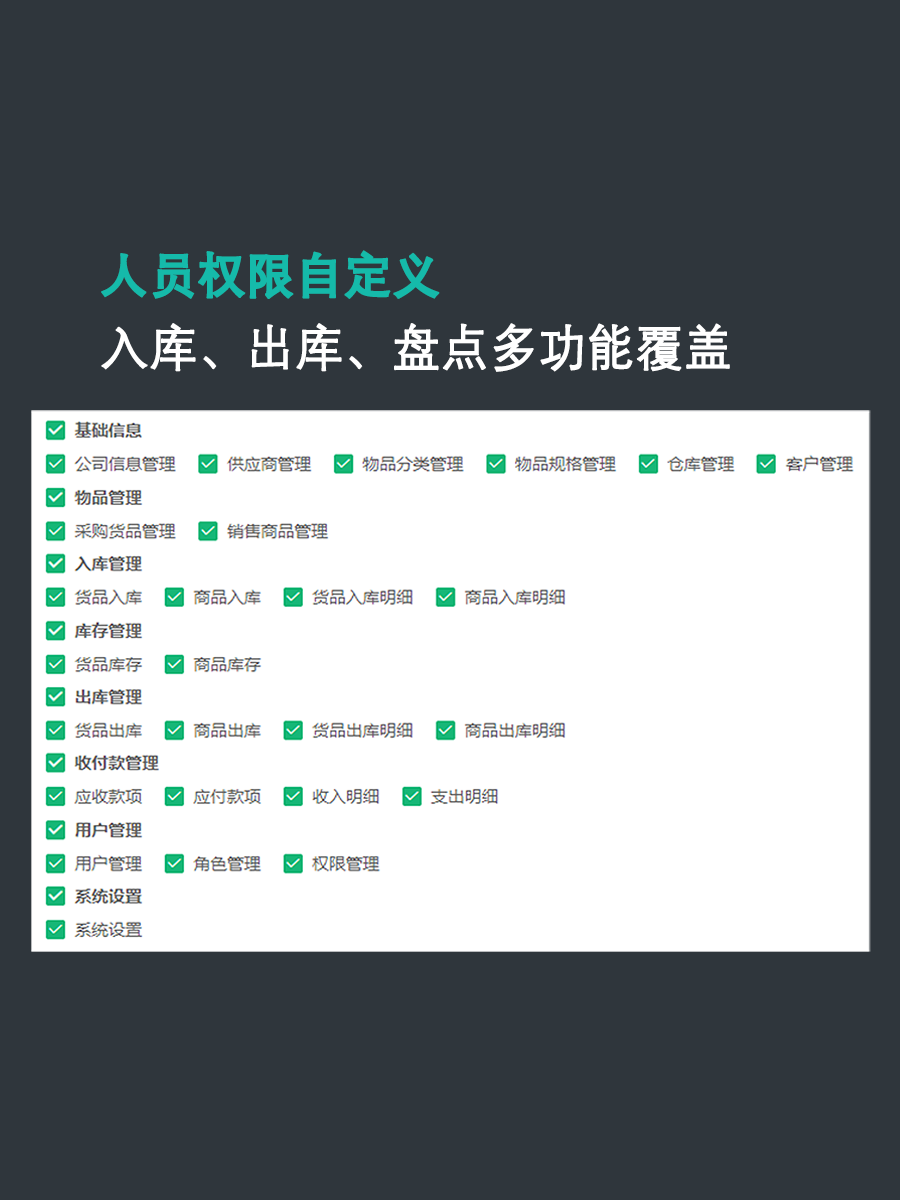 人员权限自定义
入库、出库、盘点多功能覆盖
基础信息
公司信息管理 供应商管理 物品分类管理 物品规格管理 仓库管理 客户管理
物品管理
采购货品管理 销售商品管理
入库管理
货品入库 商品入库 货品入库明细 商品入库明细
库存管理
货品库存 商品库存
出库管理
货品出库 商品出库 货品出库明细 商品出库明细
收付款管理
应收款项 应付款项 收入明细 支出明细
用户管理
用户管理 角色管理 权限管理
系统设置
系统设置